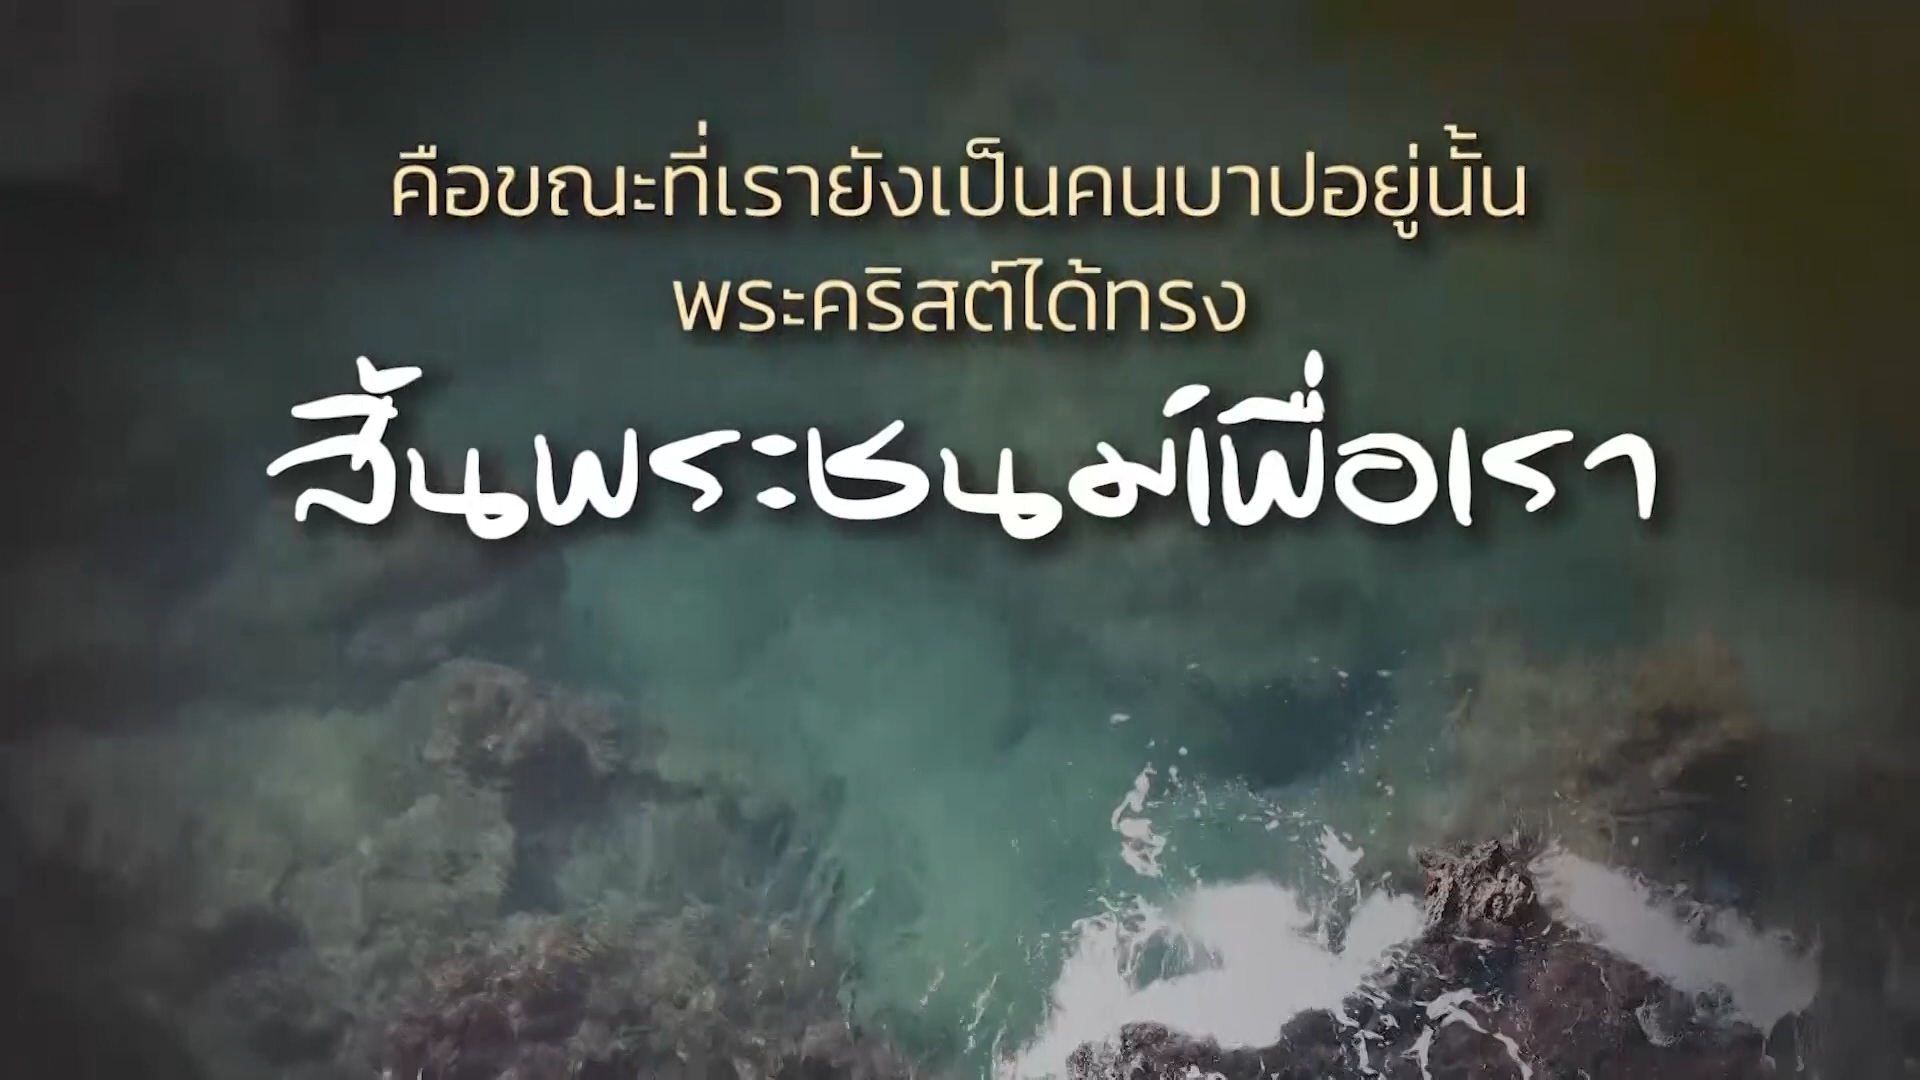 คือขณะที่เรายังเป็นคนบาปอยู่นั้น
พระคริสต์ได้ทรง
สิ้นพระชนม์เพื่อเรา